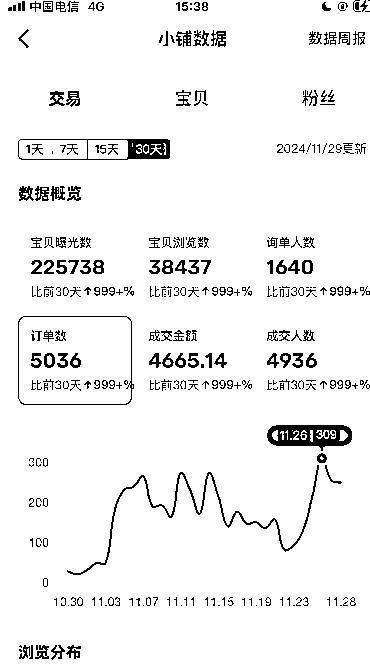 中国电信 4G 15:38
小铺数据 数据周报
交易 宝贝 粉丝
1天 7天 15天 30天 2024/11/29更新
数据概览
宝贝曝光数 宝贝浏览数 询单人数
225738 38437 1640
比前30天↑999+% 比前30天↑999+% 比前30天↑999+%
订单数 成交金额 成交人数
5036 4665.14 4936
比前30天↑999+% 比前30天↑999+% 比前30天↑999+%
11.26 309
300
200
100
0
10.30 11.03 11.07 11.11 11.15 11.19 11.23 11.28
浏览分布